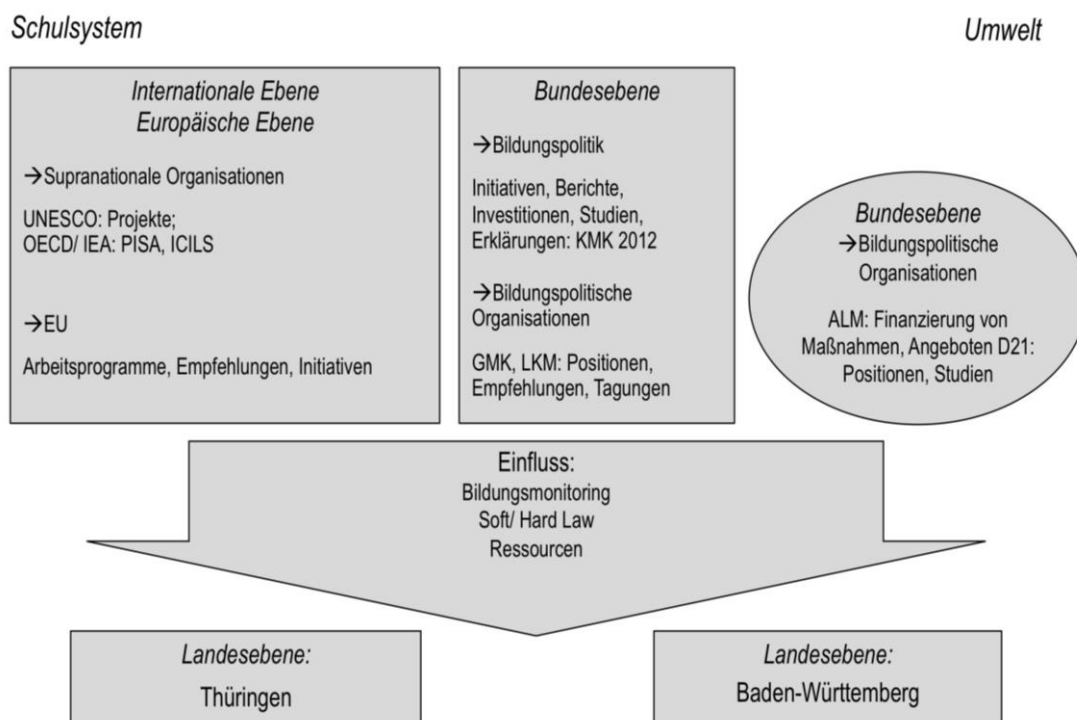 Schulsystem
Umwelt
Internationale Ebene
Europäische Ebene
→Supranationale Organisationen
UNESCO: Projekte;
OECD/ IEA: PISA, ICILS
→EU
Arbeitsprogramme, Empfehlungen, Initiativen
Bundesebene
→Bildungspolitik
Initiativen, Berichte,
Investitionen, Studien,
Erklärungen: KMK 2012
→Bildungspolitische
Organisationen
GMK, LKM: Positionen,
Empfehlungen, Tagungen
Bundesebene
→Bildungspolitische
Organisationen
ALM: Finanzierung von
Maßnahmen, Angeboten D21:
Positionen, Studien
Einfluss:
Bildungsmonitoring
Soft/ Hard Law
Ressourcen
Landesebene:
Thüringen
Landesebene:
Baden-Württemberg